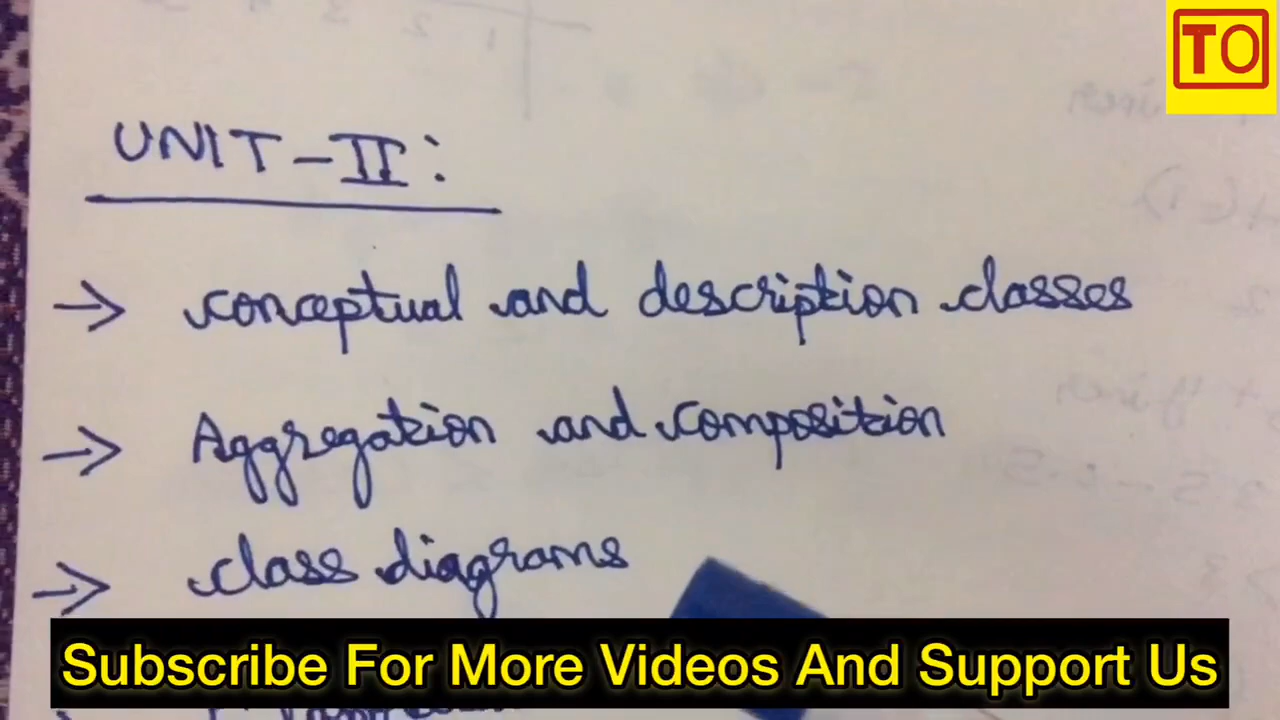 TO
UNIT-II:
→ conceptual and description classes
→ Aggregation and composition
→ class diagrams
Subscribe For More Videos And Support Us